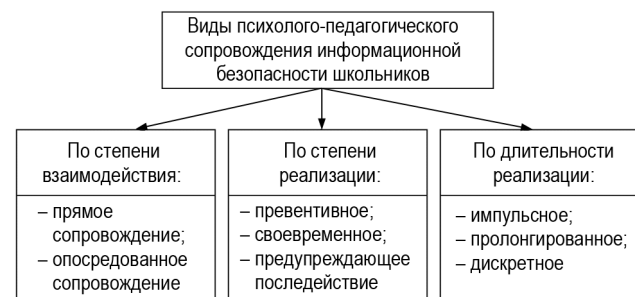 Виды психолого-педагогического
сопровождения информационной
безопасности школьников
По степени
взаимодействия:
– прямое
сопровождение;
– опосредованное
сопровождение
По степени
реализации:
– превентивное;
– своевременное;
– предупреждающее
последействие
По длительности
реализации:
– импульсное;
– пролонгированное;
– дискретное